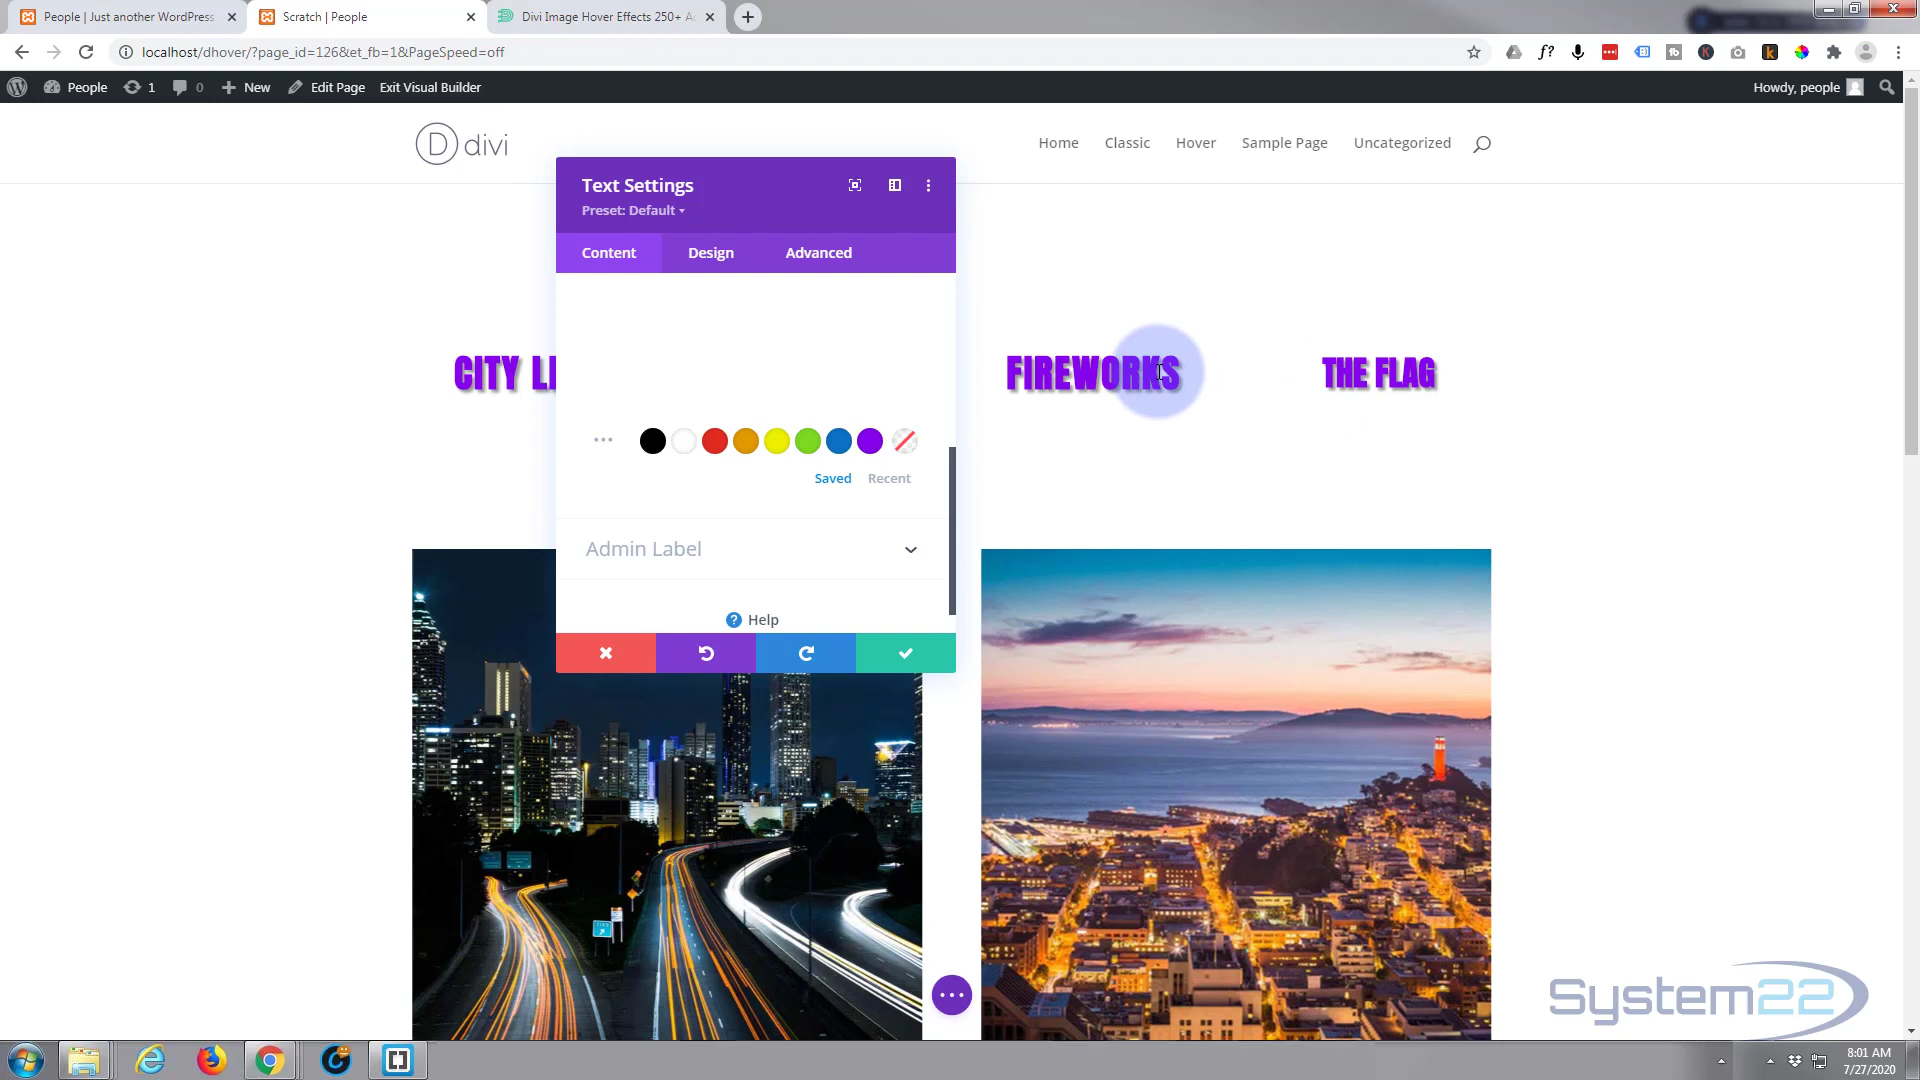 People | Just another WordPress
Scratch | People
Divi Image Hover Effects 250+ A
localhost/dhover/?page_id=126&et_fb=1&PageSpeed=off
People
1
0
New
Edit Page
Exit Visual Builder
Howdy, people
D divi
Home
Classic
Hover
Sample Page
Uncategorized
Text Settings
Preset: Default
Content
Design
Advanced
CITY LI
FIREWORKS
THE FLAG
Saved
Recent
Admin Label
? Help
System22
8:01 AM
7/27/2020